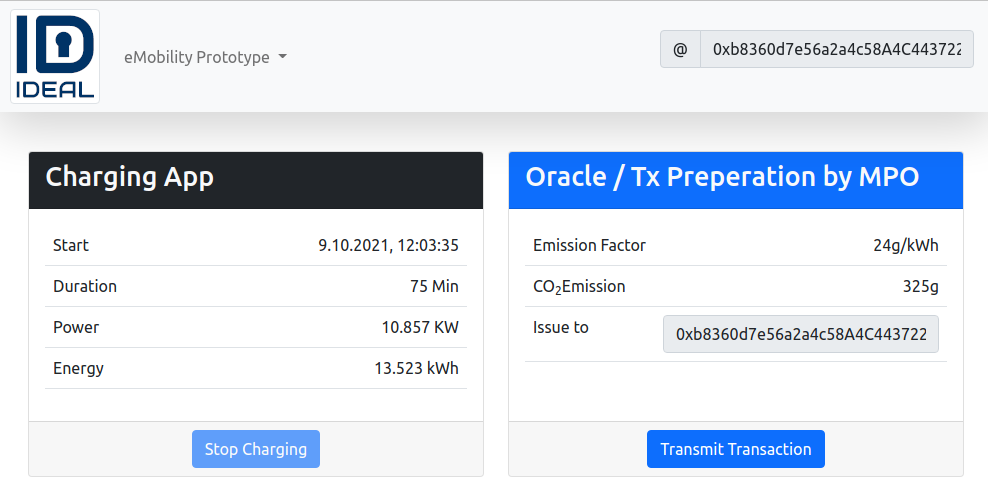 ID
IDEAL
eMobility Prototype
@ 0xb8360d7e56a2a4c58A4C443722
Charging App
Start 9.10.2021, 12:03:35
Duration 75 Min
Power 10.857 KW
Energy 13.523 kWh
Stop Charging
Oracle / Tx Preperation by MPO
Emission Factor 24g/kWh
CO₂Emission 325g
Issue to 0xb8360d7e56a2a4c58A4C443722
Transmit Transaction